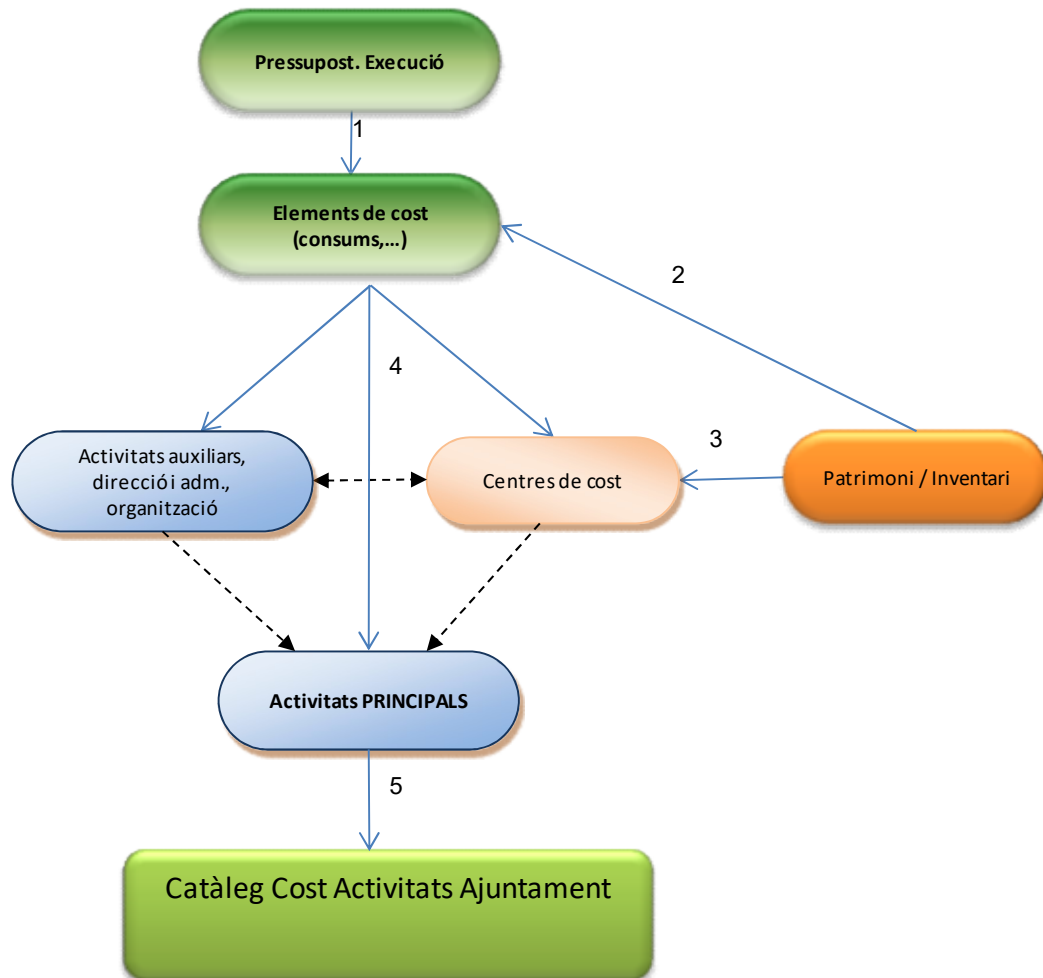 Pressupost. Execució
1
Elements de cost
(consums,...)
2
4
3
Activitats auxiliars,
direcció i adm.,
organització
Centres de cost
Patrimoni / Inventari
Activitats PRINCIPALS
5
Catàleg Cost Activitats Ajuntament